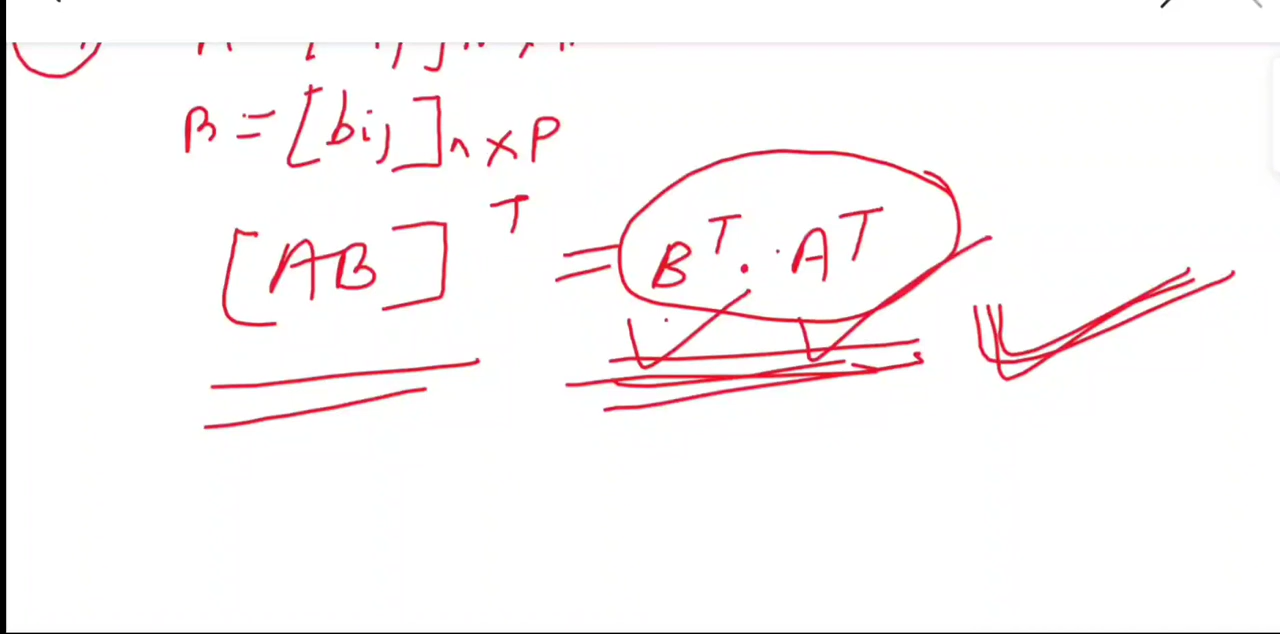 B = [bij]n×P
[AB]^T = B^T . A^T